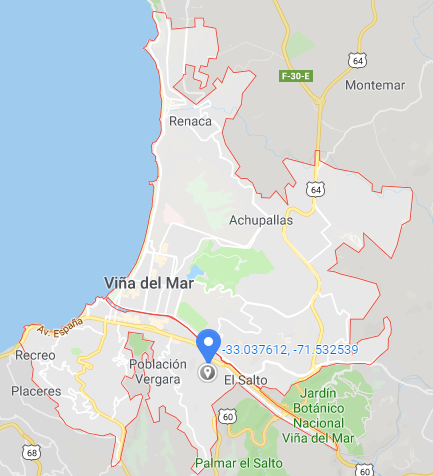 64
F-30-E
Montemar
Renaca
64
Achupallas
Viña del Mar
Av. España
-33.037612, -71.532539
Recreo
Población
Vergara
El Salto
Placeres
Jardín
Botánico
Nacional
Viña del Mar
60
68
Palmar el Salto
60